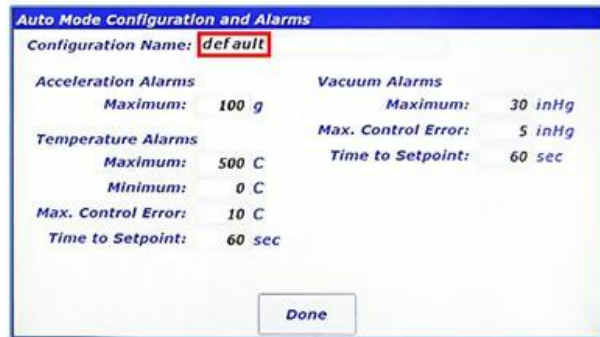 Auto Mode Configuration and Alarms
Configuration Name: default
Acceleration Alarms
Maximum: 100 g
Temperature Alarms
Maximum: 500 C
Minimum: 0 C
Max. Control Error: 10 C
Time to Setpoint: 60 sec
Vacuum Alarms
Maximum: 30 inHg
Max. Control Error: 5 inHg
Time to Setpoint: 60 sec
Done